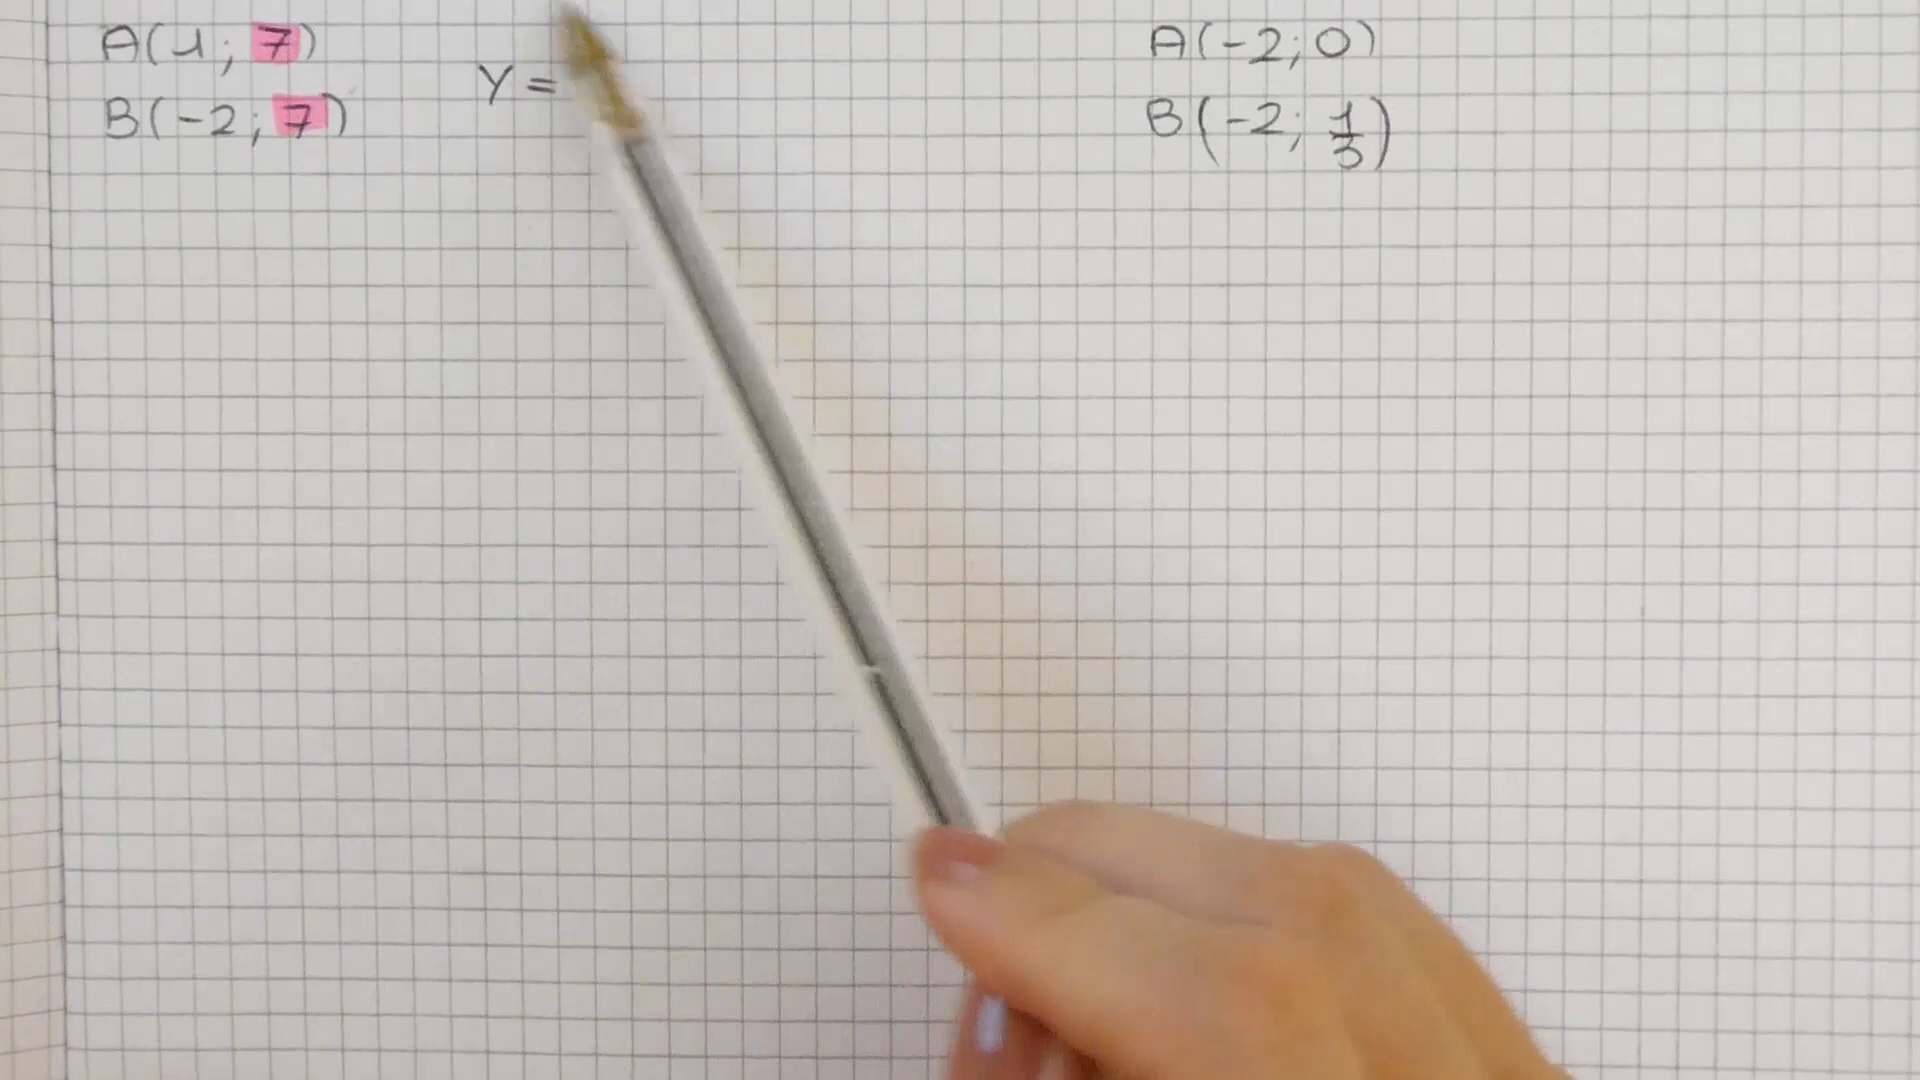 A(1; 7)
B(-2; 7)
Y =
A(-2; 0)
B(-2; 1/3)